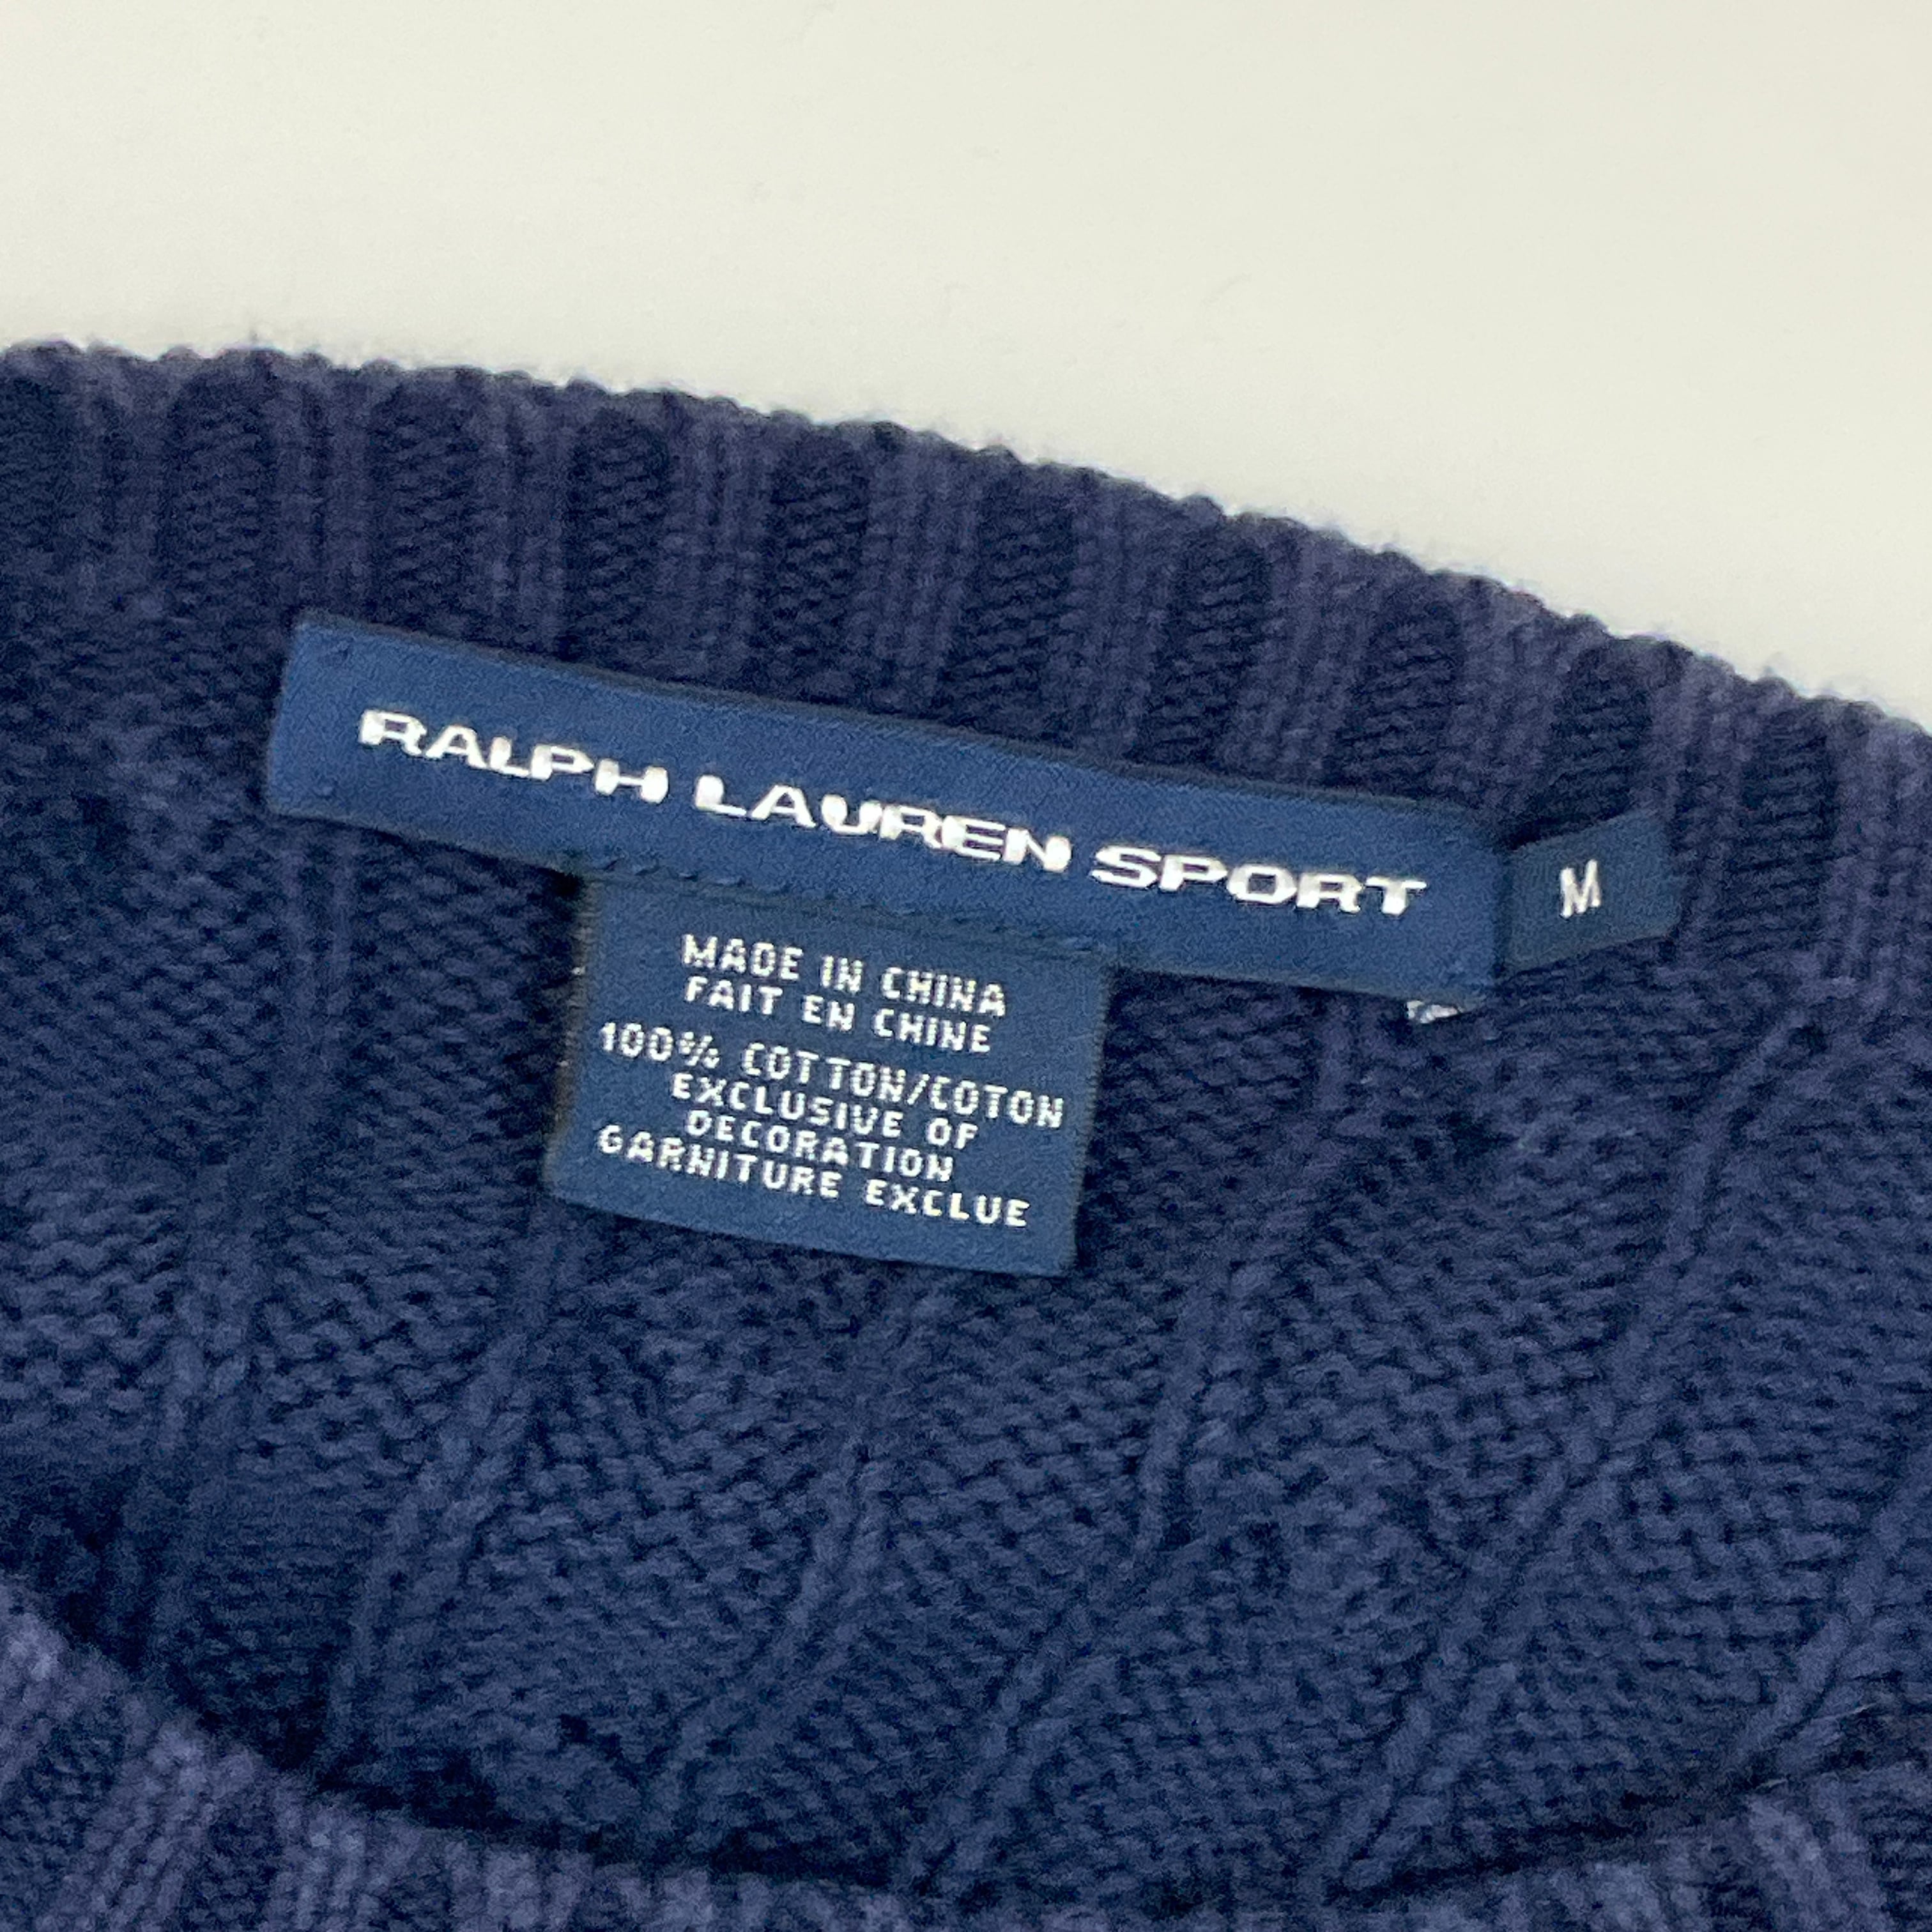 RALPH LAUREN SPORT
M
MADE IN CHINA
FAIT EN CHINE
100% COTTON/COTON
EXCLUSIVE OF
DECORATION
GARNITURE EXCLUE